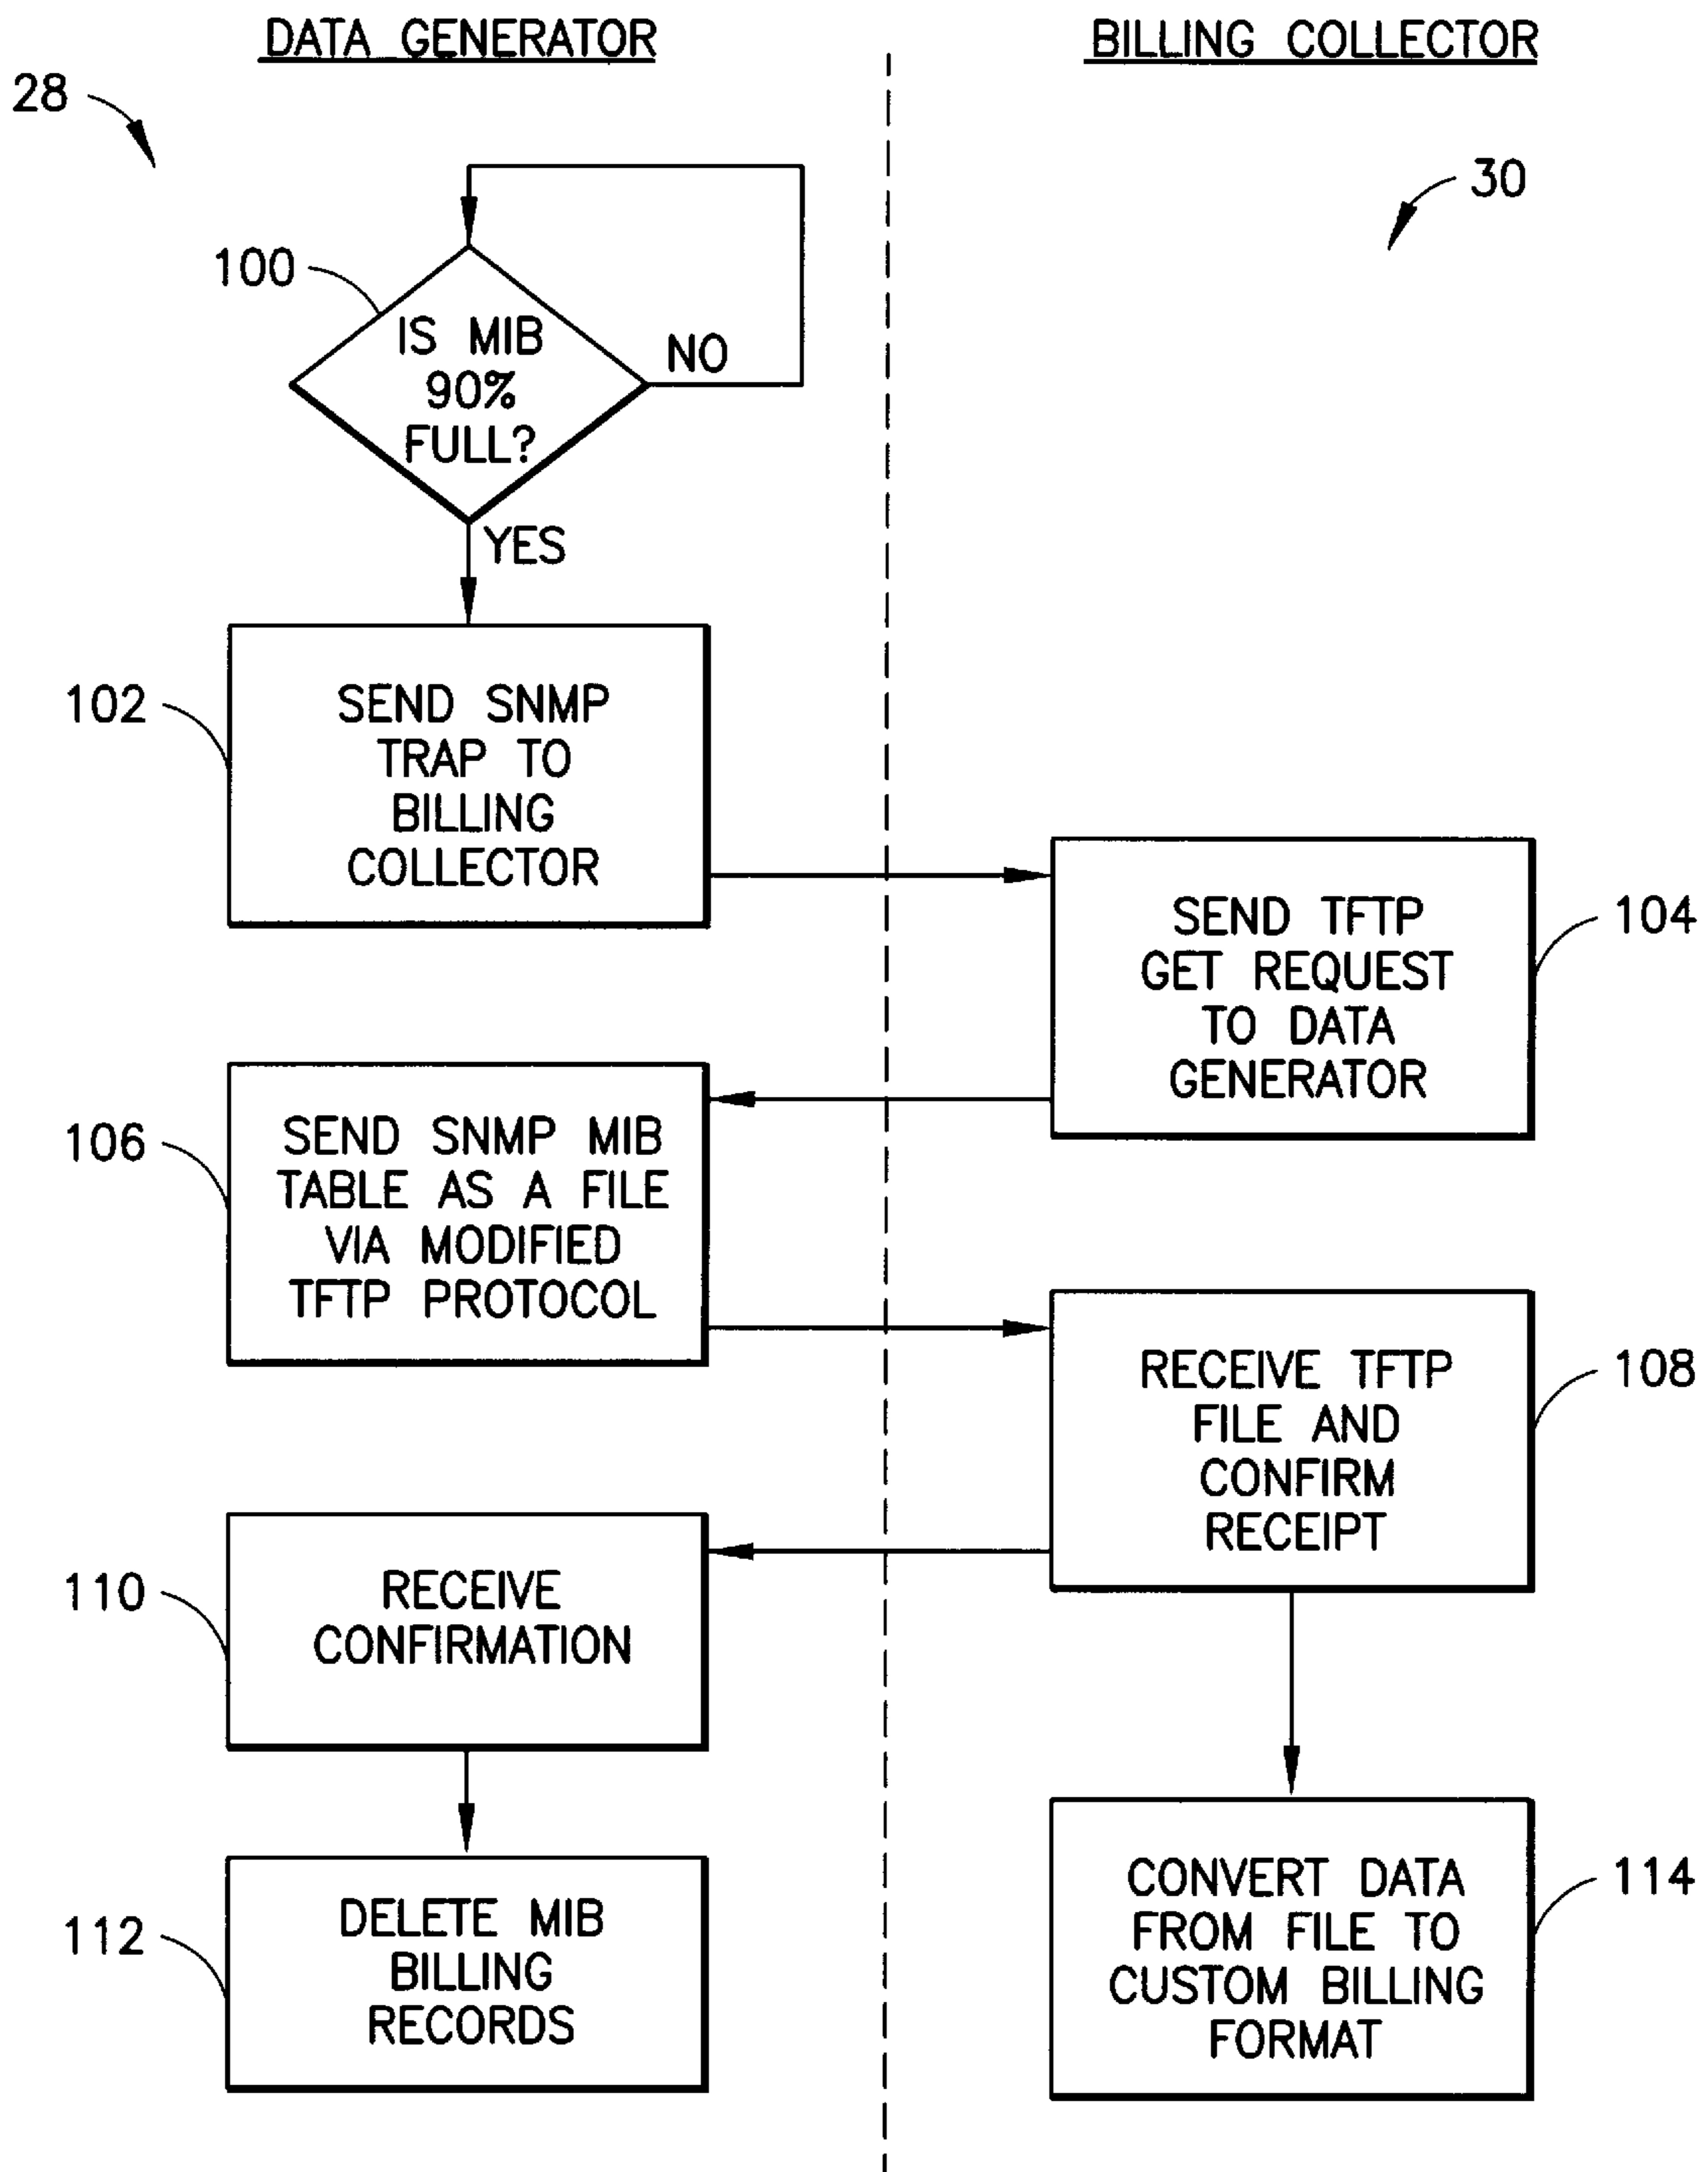 DATA GENERATOR
BILLING COLLECTOR
28
30
100
IS MIB
90%
FULL?
NO
YES
102
SEND SNMP
TRAP TO
BILLING
COLLECTOR
SEND TFTP
GET REQUEST
TO DATA
GENERATOR
104
106
SEND SNMP MIB
TABLE AS A FILE
VIA MODIFIED
TFTP PROTOCOL
RECEIVE TFTP
FILE AND
CONFIRM
RECEIPT
108
110
RECEIVE
CONFIRMATION
112
DELETE MIB
BILLING
RECORDS
CONVERT DATA
FROM FILE TO
CUSTOM BILLING
FORMAT
114